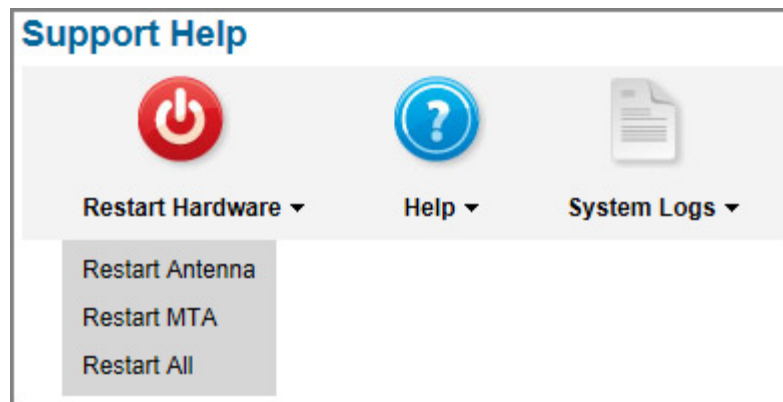 Support Help
Restart Hardware
Help
System Logs
Restart Antenna
Restart MTA
Restart All